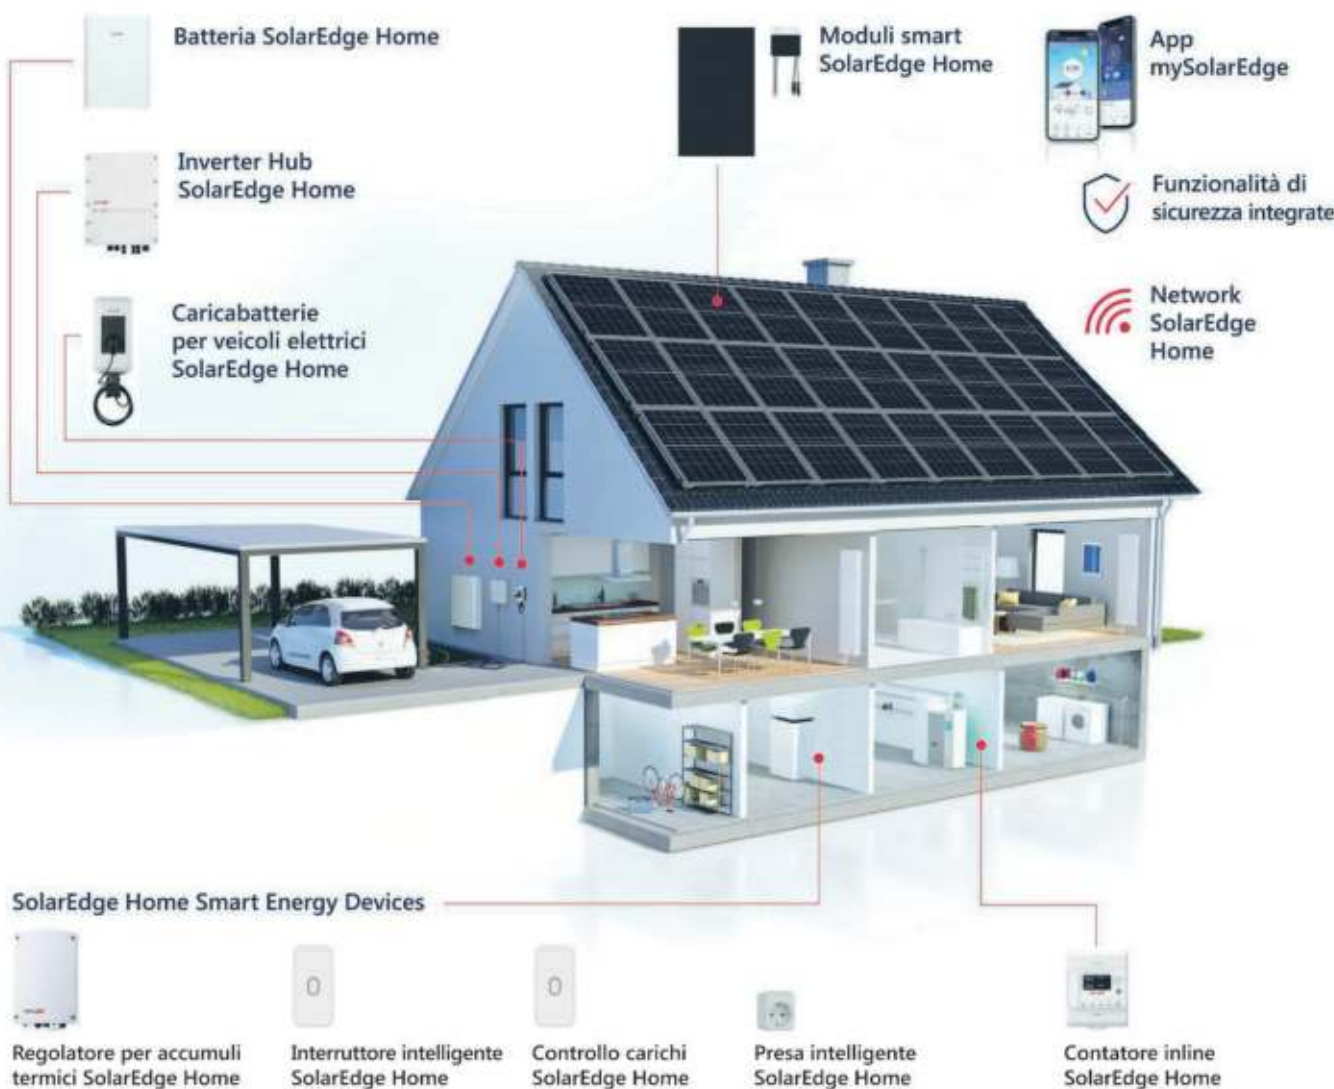 Batteria SolarEdge Home
Inverter Hub
SolarEdge Home
Caricabatterie
per veicoli elettrici
SolarEdge Home
Moduli smart
SolarEdge Home
App
mySolarEdge
Funzionalità di
sicurezza integrate
Network
SolarEdge
Home
SolarEdge Home Smart Energy Devices
Regolatore per accumuli
termici SolarEdge Home
Interruttore intelligente
SolarEdge Home
Controllo carichi
SolarEdge Home
Presa intelligente
SolarEdge Home
Contatore inline
SolarEdge Home